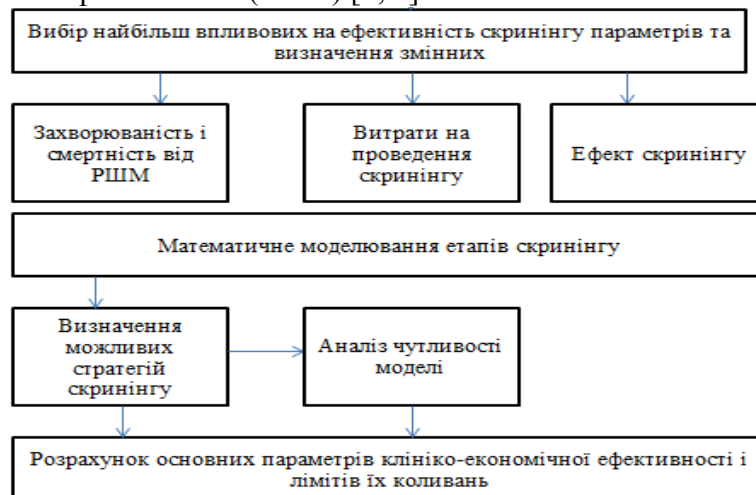 Вибір найбільш впливових на ефективність скринінгу параметрів та
визначення змінних
Захворюваність і
смертність від
РШМ
Витрати на
проведення
скринінгу
Ефект скринінгу
Математичне моделювання етапів скринінгу
Визначення
можливих
стратегій
скринінгу
Аналіз чутливості
моделі
Розрахунок основних параметрів клініко-економічної ефективності і
лімітів їх коливань